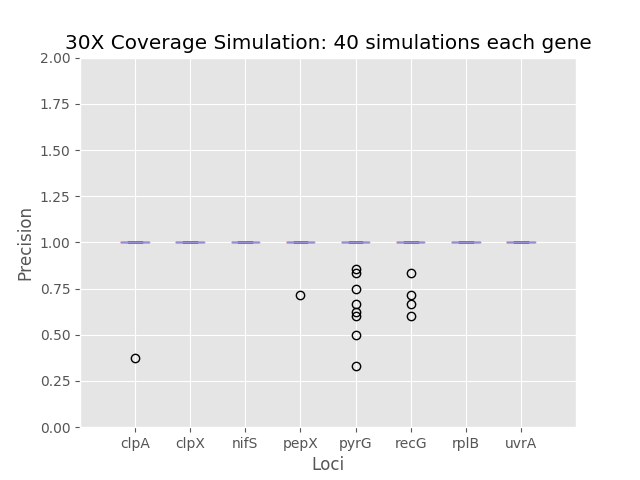 30X Coverage Simulation: 40 simulations each gene
2.00
1.75
1.50
1.25
1.00
0.75
0.50
0.25
0.00
Precision
clpA clpX nifS pepX pyrG recG rplB uvrA
Loci